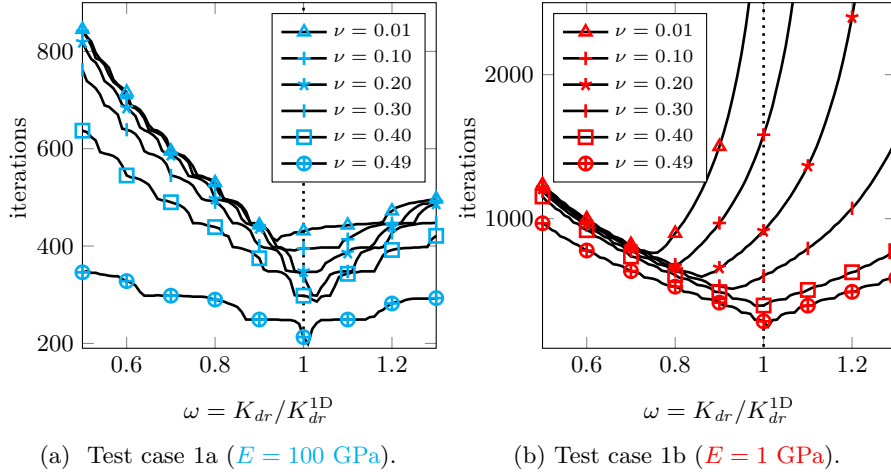 800
600
400
200
0.6
0.8
1
1.2
iterations
ω = K_dr/K_dr^1D
ν = 0.01
ν = 0.10
ν = 0.20
ν = 0.30
ν = 0.40
ν = 0.49
(a) Test case 1a (E = 100 GPa).
2000
1000
0.6
0.8
1
1.2
iterations
ω = K_dr/K_dr^1D
ν = 0.01
ν = 0.10
ν = 0.20
ν = 0.30
ν = 0.40
ν = 0.49
(b) Test case 1b (E = 1 GPa).